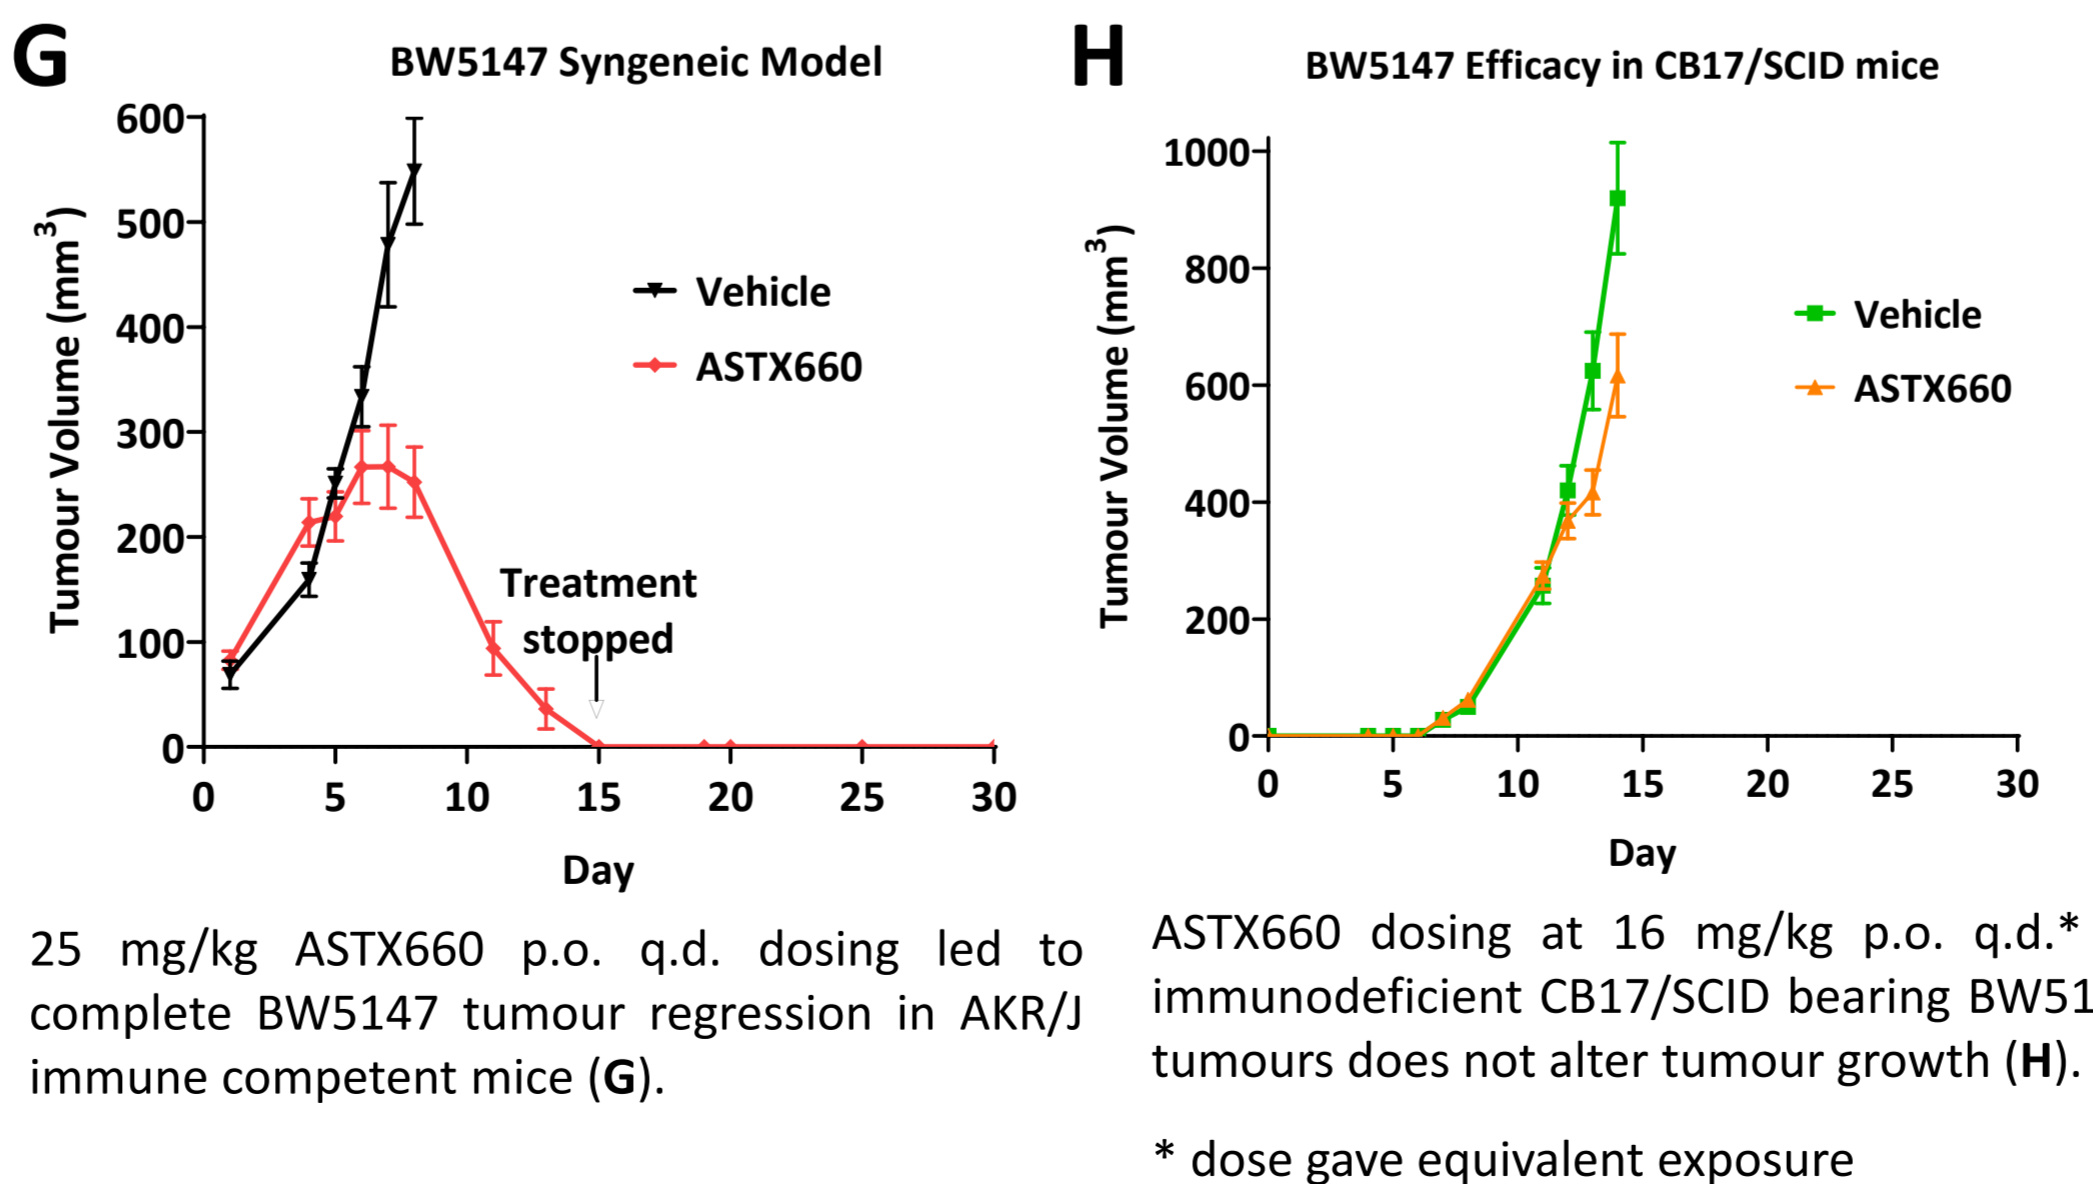 G
BW5147 Syngeneic Model
600
500
400
300
200
100
0
Tumour Volume (mm³)
Vehicle
ASTX660
Treatment
stopped
0 5 10 15 20 25 30
Day
25 mg/kg ASTX660 p.o. q.d. dosing led to
complete BW5147 tumour regression in AKR/J
immune competent mice (G).
H
BW5147 Efficacy in CB17/SCID mice
1000
800
600
400
200
0
Tumour Volume (mm³)
Vehicle
ASTX660
0 5 10 15 20 25 30
Day
ASTX660 dosing at 16 mg/kg p.o. q.d.*
immunodeficient CB17/SCID bearing BW51
tumours does not alter tumour growth (H).
* dose gave equivalent exposure